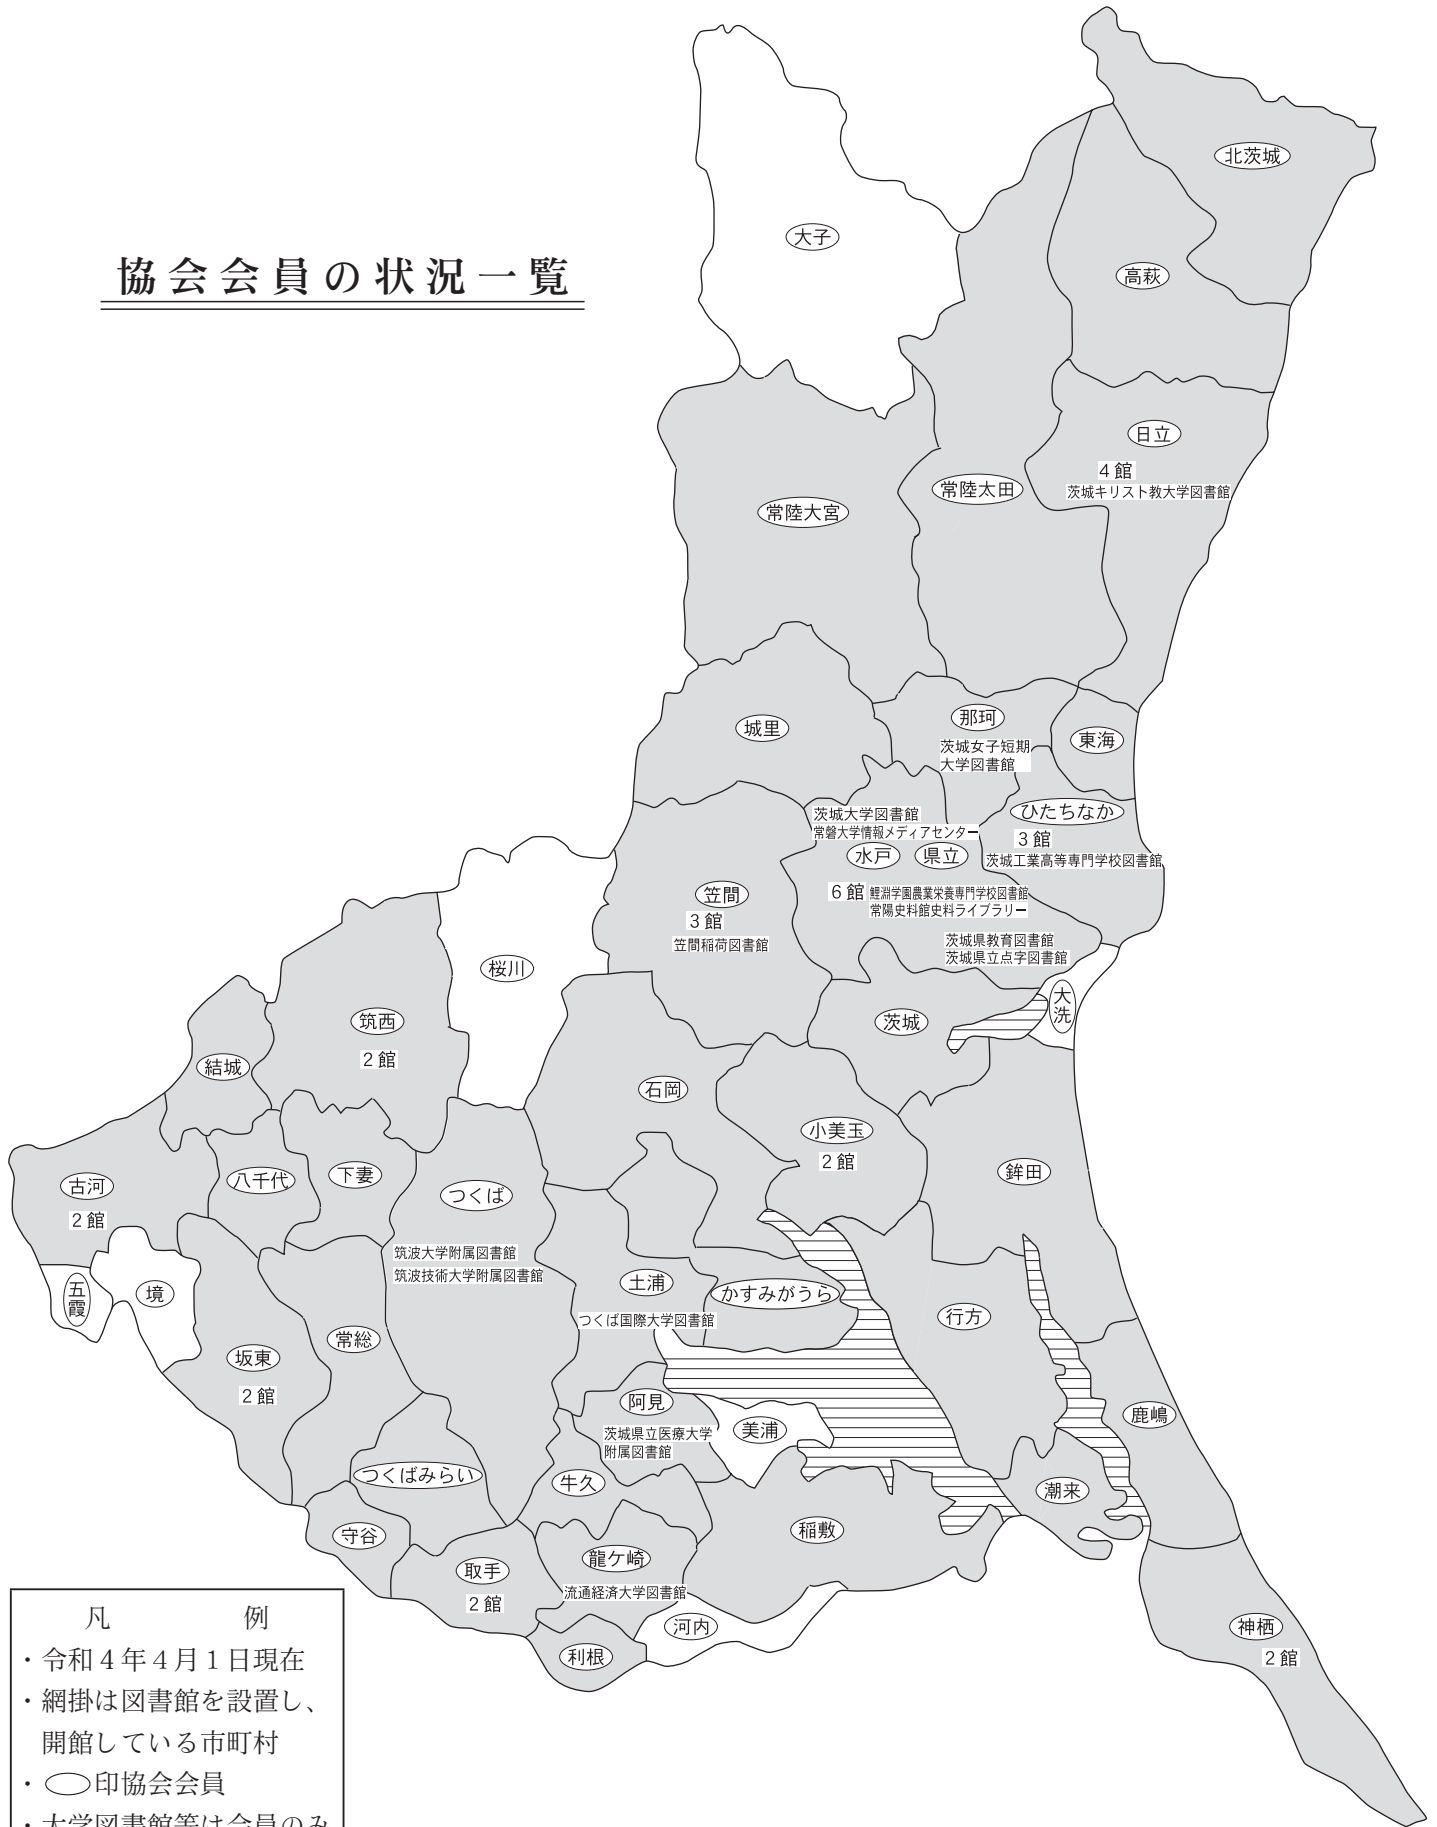 協会会員の状況一覧
北茨城
大子
高萩
日立
4館
茨城キリスト教大学図書館
常陸太田
常陸大宮
城里
那珂
茨城女子短期
大学図書館
東海
ひたちなか
3館
茨城工業高等専門学校図書館
茨城大学図書館
常磐大学情報メディアセンター
水戸
県立
6館
鯉淵学園農業栄養専門学校図書館
常陽史料館史料ライブラリー
茨城県教育図書館
茨城県立点字図書館
笠間
3館
笠間稲荷図書館
桜川
大洗
茨城
筑西
2館
結城
石岡
小美玉
2館
鉾田
古河
2館
八千代
下妻
つくば
筑波大学附属図書館
筑波技術大学附属図書館
五霞
境
土浦
つくば国際大学図書館
かすみがうら
行方
常総
坂東
2館
阿見
茨城県立医療大学
附属図書館
美浦
鹿嶋
つくばみらい
牛久
潮来
守谷
稲敷
取手
2館
龍ケ崎
流通経済大学図書館
河内
利根
神栖
2館
凡例
・令和4年4月1日現在
・網掛は図書館を設置し、
開館している市町村
・印協会会員
・大学図書館等は会員のみ